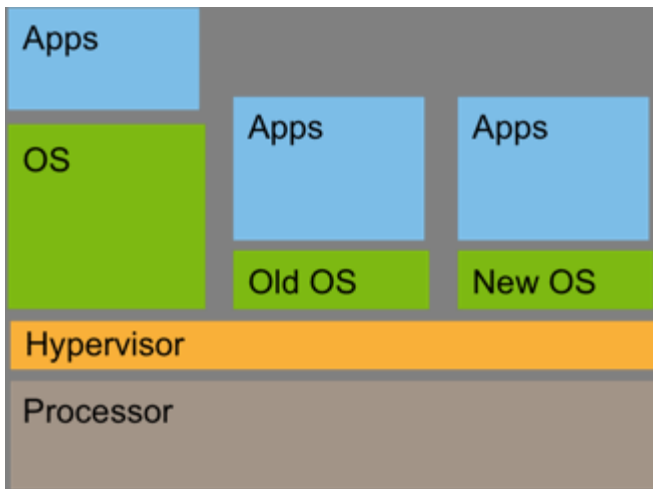 Apps
OS
Apps
Old OS
Apps
New OS
Hypervisor
Processor